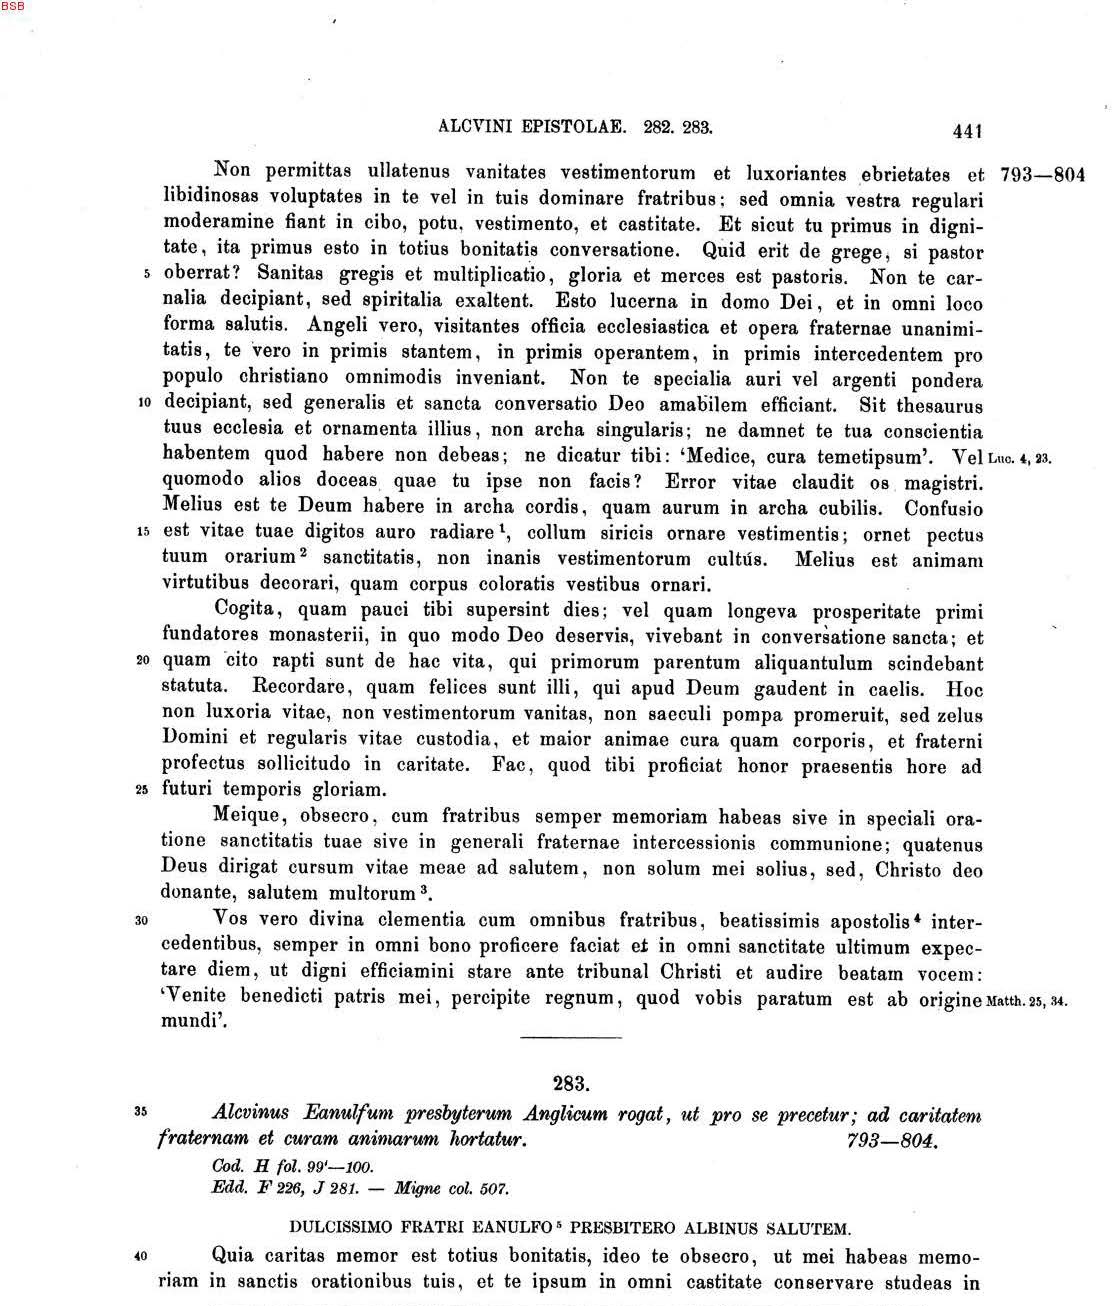 BSB
ALCVINI EPISTOLAE. 282. 283. 441
Non permittas ullatenus vanitates vestimentorum et luxoriantes ebrietates et 793—804
libidinosas voluptates in te vel in tuis dominare fratribus; sed omnia vestra regulari
moderamine fiant in cibo, potu, vestimento, et castitate. Et sicut tu primus in digni-
tate, ita primus esto in totius bonitatis conversatione. Quid erit de grege, si pastor
5 oberrat? Sanitas gregis et multiplicatio, gloria et merces est pastoris. Non te car-
nalia decipiant, sed spiritalia exaltent. Esto lucerna in domo Dei, et in omni loco
forma salutis. Angeli vero, visitantes officia ecclesiastica et opera fraternae unanimi-
tatis, te vero in primis stantem, in primis operantem, in primis intercedentem pro
populo christiano omnimodis inveniant. Non te specialia auri vel argenti pondera
10 decipiant, sed generalis et sancta conversatio Deo amabilem efficiant. Sit thesaurus
tuus ecclesia et ornamenta illius, non archa singularis; ne damnet te tua conscientia
habentem quod habere non debeas; ne dicatur tibi: ‘Medice, cura temetipsum’. Vel Luc. 4, 23.
quomodo alios doceas quae tu ipse non facis? Error vitae claudit os magistri.
Melius est te Deum habere in archa cordis, quam aurum in archa cubilis. Confusio
15 est vitae tuae digitos auro radiare ¹, collum siricis ornare vestimentis; ornet pectus
tuum orarium ² sanctitatis, non inanis vestimentorum cultús. Melius est animam
virtutibus decorari, quam corpus coloratis vestibus ornari.
Cogita, quam pauci tibi supersint dies; vel quam longeva prosperitate primi
fundatores monasterii, in quo modo Deo deservis, vivebant in conversatione sancta; et
20 quam cito rapti sunt de hac vita, qui primorum parentum aliquantulum scindebant
statuta. Recordare, quam felices sunt illi, qui apud Deum gaudent in caelis. Hoc
non luxoria vitae, non vestimentorum vanitas, non saeculi pompa promeruit, sed zelus
Domini et regularis vitae custodia, et maior animae cura quam corporis, et fraterni
profectus sollicitudo in caritate. Fac, quod tibi proficiat honor praesentis hore ad
25 futuri temporis gloriam.
Meique, obsecro, cum fratribus semper memoriam habeas sive in speciali ora-
tione sanctitatis tuae sive in generali fraternae intercessionis communione; quatenus
Deus dirigat cursum vitae meae ad salutem, non solum mei solius, sed, Christo deo
donante, salutem multorum ³.
30 Vos vero divina clementia cum omnibus fratribus, beatissimis apostolis ⁴ inter-
cedentibus, semper in omni bono proficere faciat et in omni sanctitate ultimum expec-
tare diem, ut digni efficiamini stare ante tribunal Christi et audire beatam vocem:
‘Venite benedicti patris mei, percipite regnum, quod vobis paratum est ab origine Matth. 25, 34.
mundi’.
283.
35 Alcvinus Eanulfum presbyterum Anglicum rogat, ut pro se precetur; ad caritatem
fraternam et curam animarum hortatur. 793—804.
Cod. H fol. 99'—100.
Edd. F 226, J 281. — Migne col. 507.
DULCISSIMO FRATRI EANULFO ⁵ PRESBITERO ALBINUS SALUTEM.
40 Quia caritas memor est totius bonitatis, ideo te obsecro, ut mei habeas memo-
riam in sanctis orationibus tuis, et te ipsum in omni castitate conservare studeas in